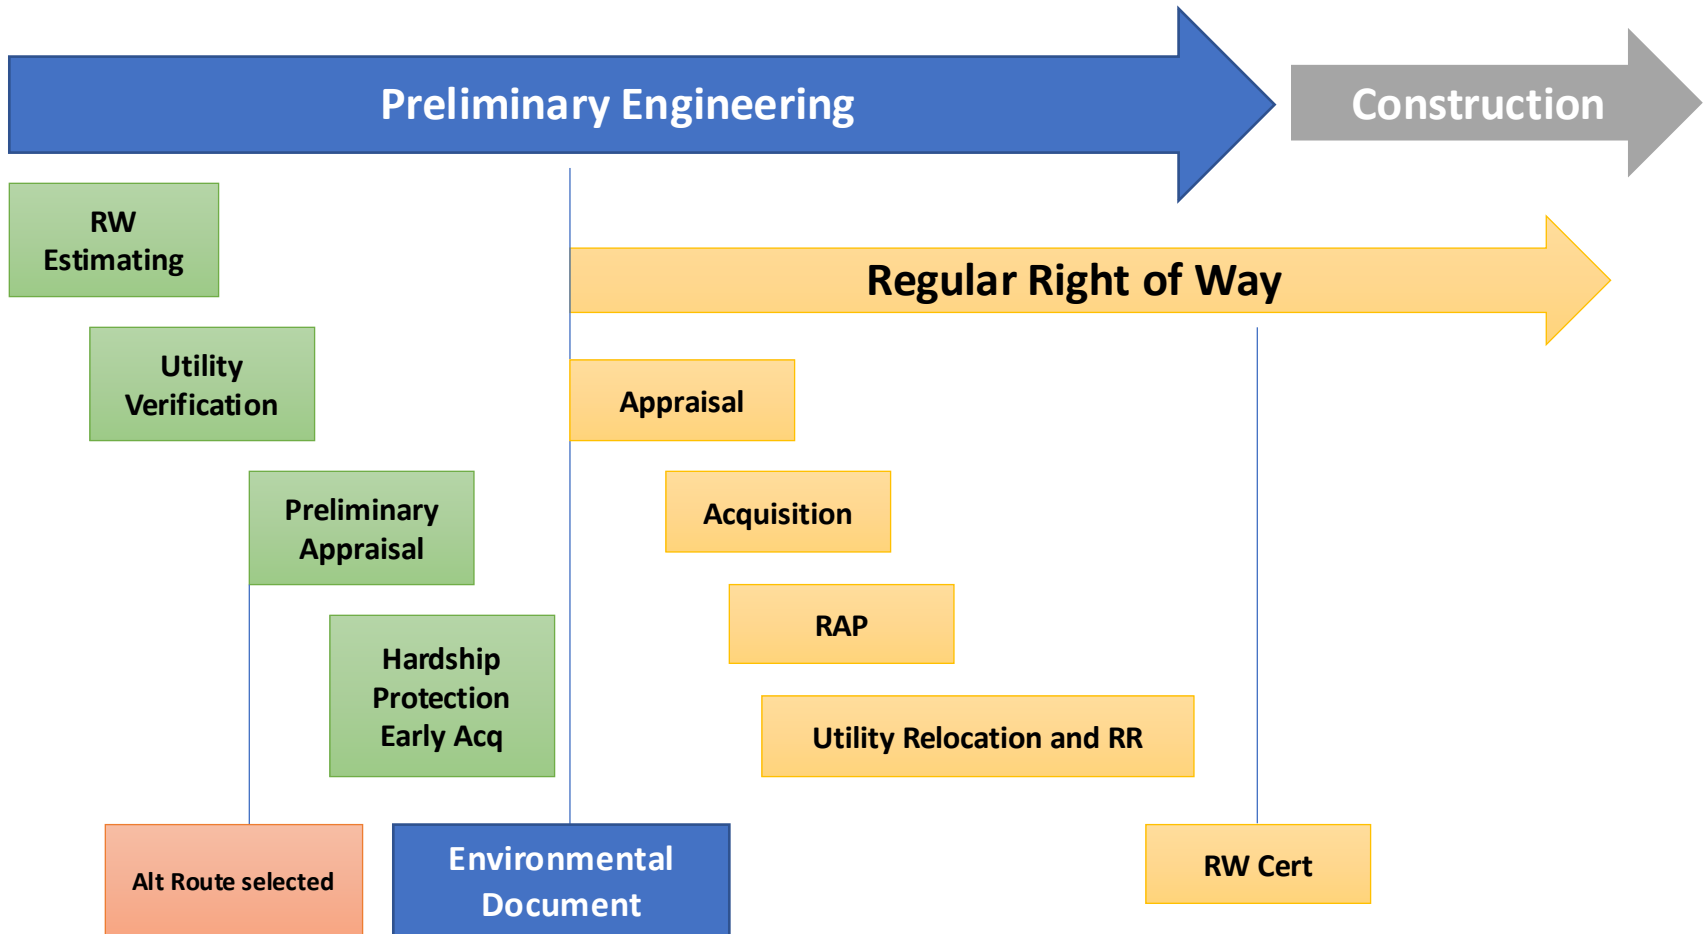 Preliminary Engineering
Construction
RW
Estimating
Regular Right of Way
Utility
Verification
Appraisal
Preliminary
Appraisal
Acquisition
RAP
Hardship
Protection
Early Acq
Utility Relocation and RR
Alt Route selected
Environmental
Document
RW Cert